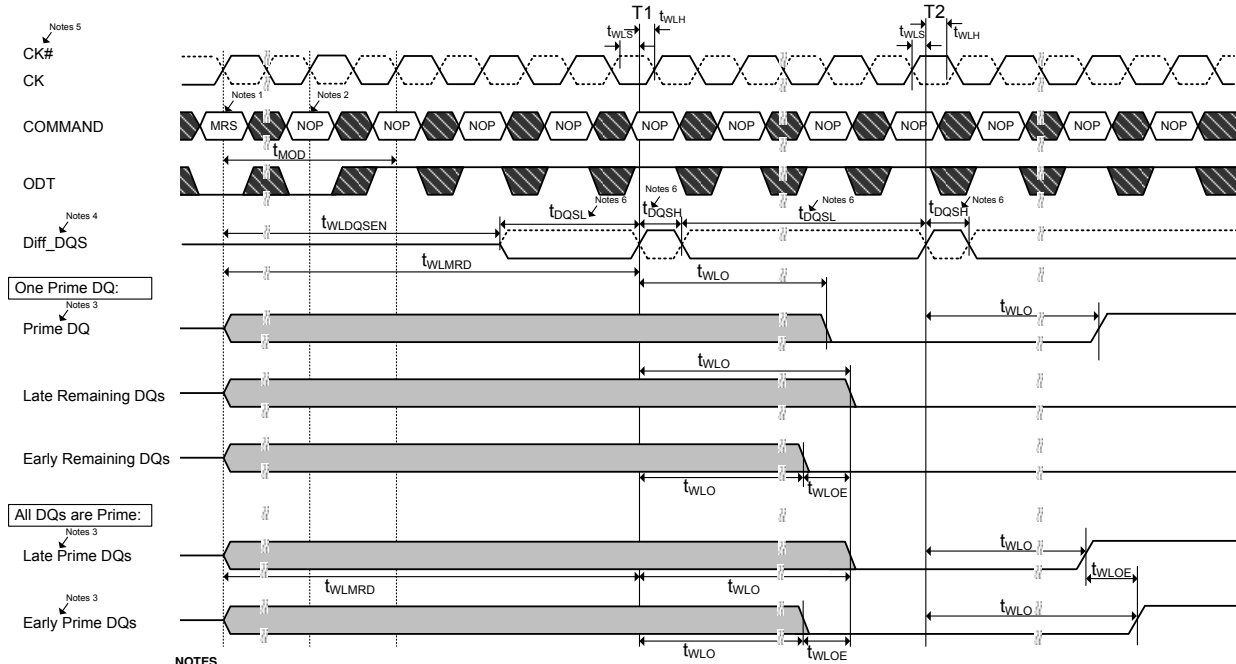 T1 T2
Notes 5
tWLS tWLH tWLS tWLH
CK#
CK
Notes 1 Notes 2
COMMAND MRS NOP NOP NOP NOP NOP NOP NOP NOP NOP NOP NOP
tMOD
ODT
Notes 4
tDQSL Notes 6 tDQSH Notes 6 tDQSL Notes 6 tDQSH Notes 6
tWLDQSEN
Diff_DQS
tWLMRD tWLO
One Prime DQ:
Notes 3
Prime DQ
tWLO
tWLO
Late Remaining DQs
Early Remaining DQs
tWLO tWLOE
All DQs are Prime:
Notes 3
Late Prime DQs
tWLO
tWLMRD tWLO tWLOE
Notes 3
Early Prime DQs
tWLO
tWLO tWLOE
NOTES